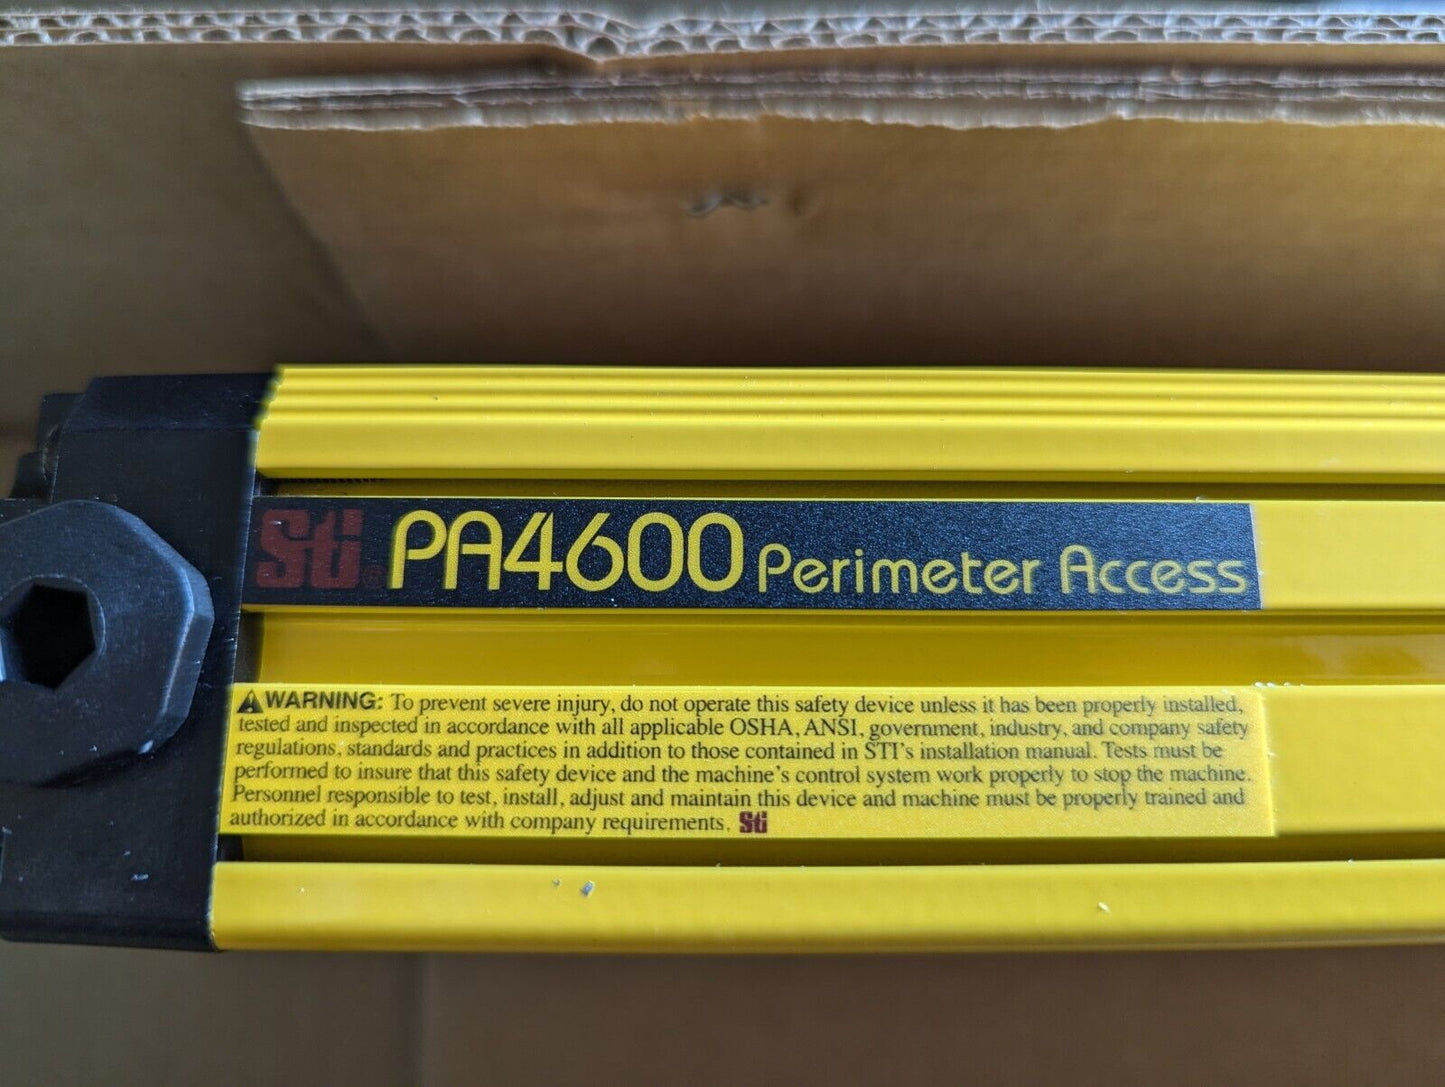 Sti® PA4600 Perimeter Access
WARNING: To prevent severe injury, do not operate this safety device unless it has been properly installed,
tested and inspected in accordance with all applicable OSHA, ANSI, government, industry, and company safety
regulations, standards and practices in addition to those contained in STI's installation manual. Tests must be
performed to insure that this safety device and the machine's control system work properly to stop the machine.
Personnel responsible to test, install, adjust and maintain this device and machine must be properly trained and
authorized in accordance with company requirements. Sti